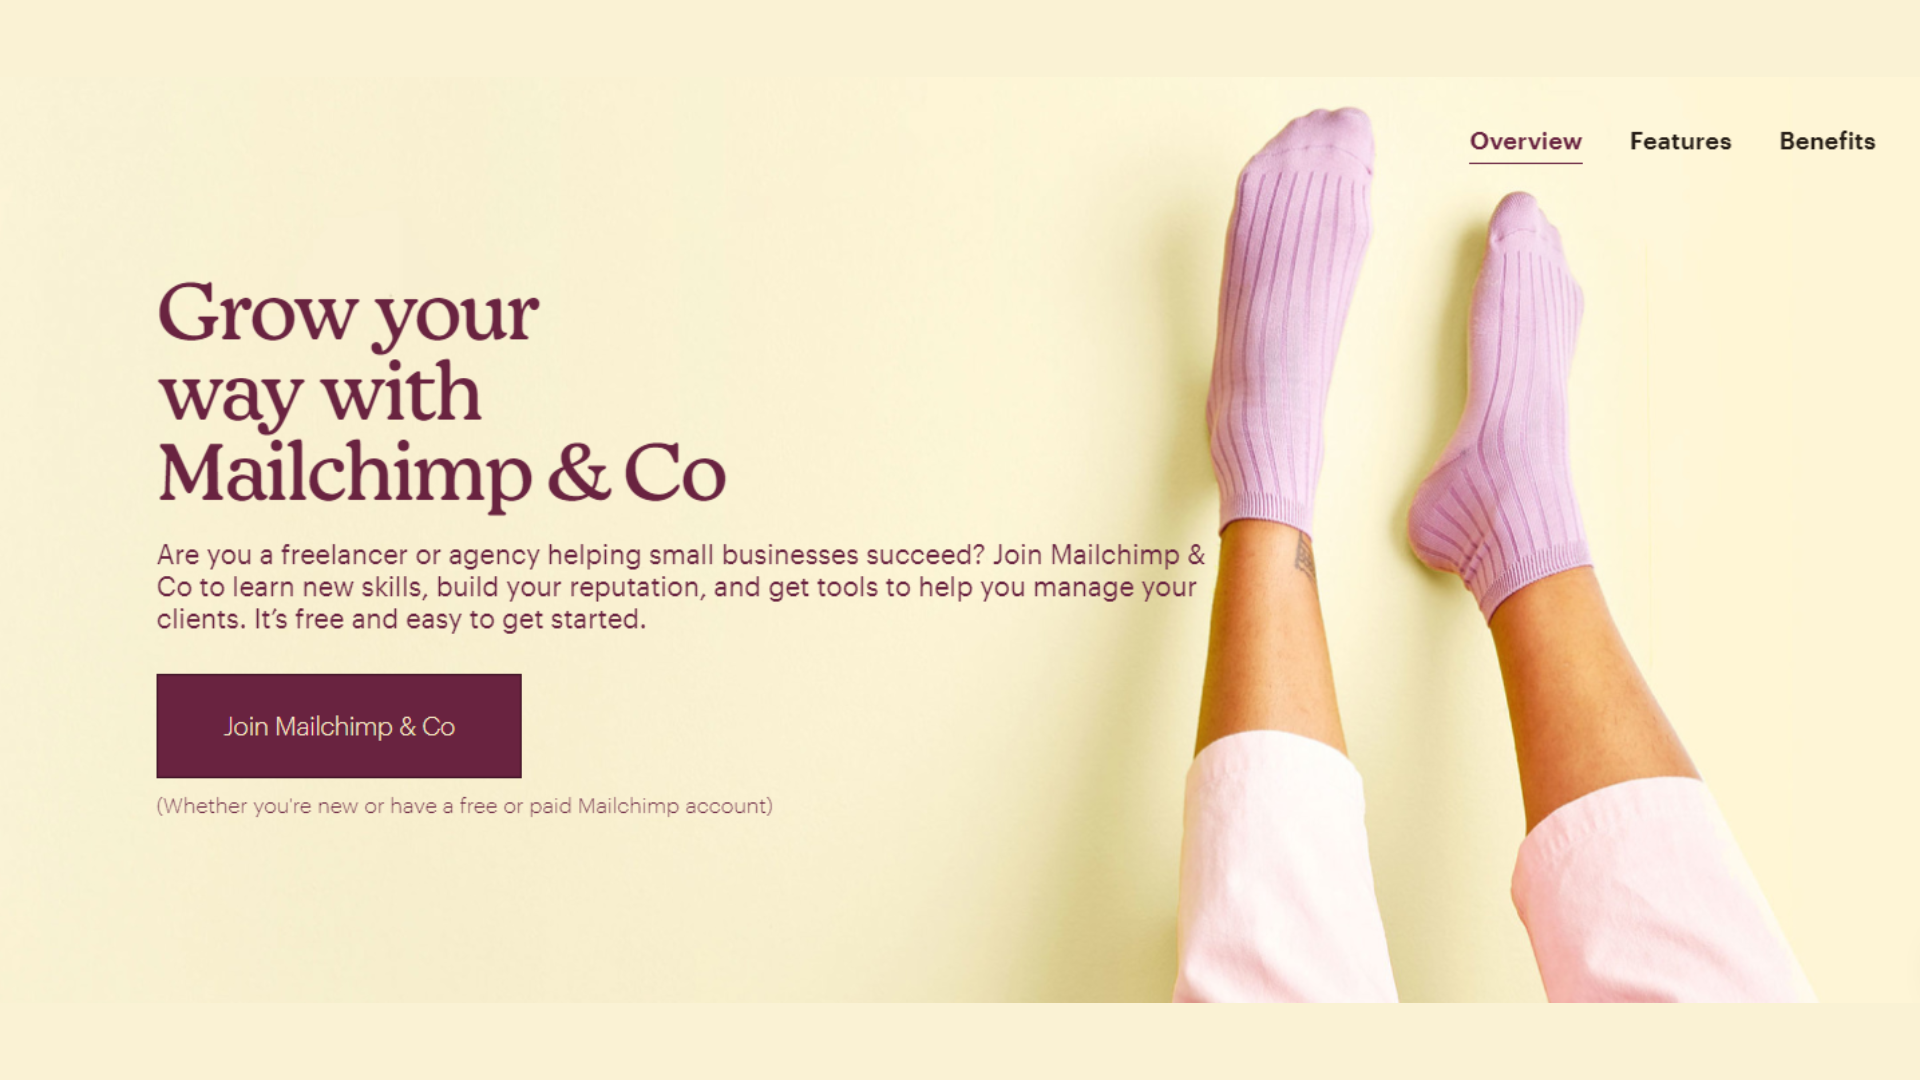 Overview Features Benefits
Grow your
way with
Mailchimp & Co
Are you a freelancer or agency helping small businesses succeed? Join Mailchimp &
Co to learn new skills, build your reputation, and get tools to help you manage your
clients. It’s free and easy to get started.
Join Mailchimp & Co
(Whether you're new or have a free or paid Mailchimp account)